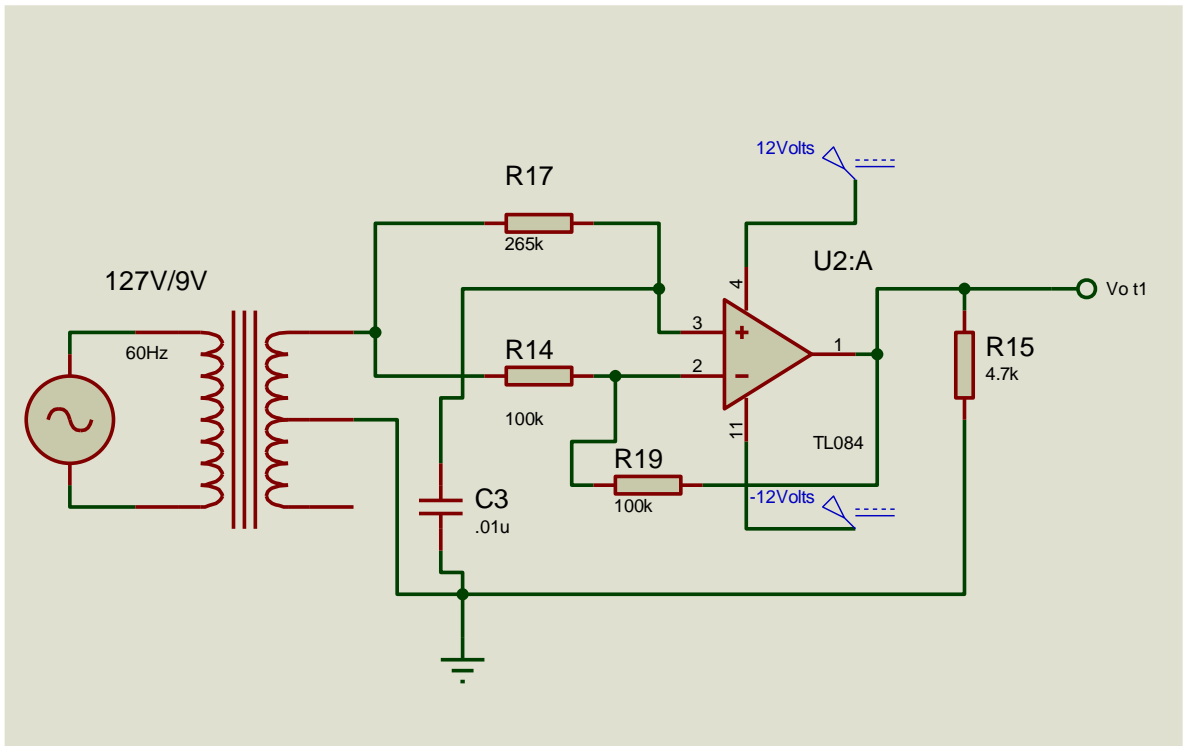 12Volts
R17
265k
U2:A
127V/9V
4
Vo t1
3
60Hz
1
R14
R15
2
4.7k
100k
11
TL084
R19
C3
100k
-12Volts
.01u